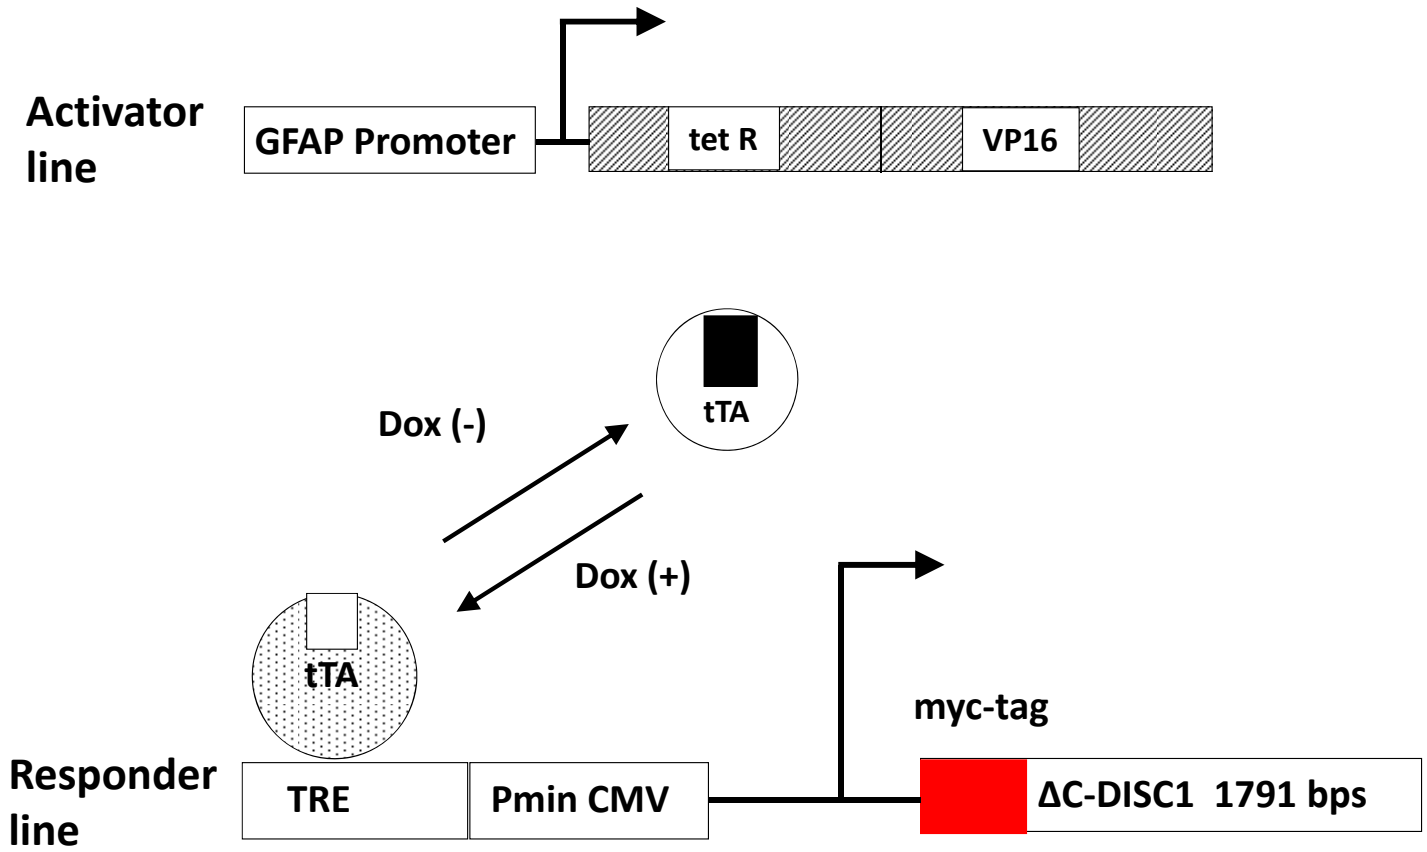 Activator
line
GFAP Promoter
tet R
VP16
tTA
Dox (-)
Dox (+)
tTA
myc-tag
Responder
line
TRE
Pmin CMV
ΔC-DISC1 1791 bps